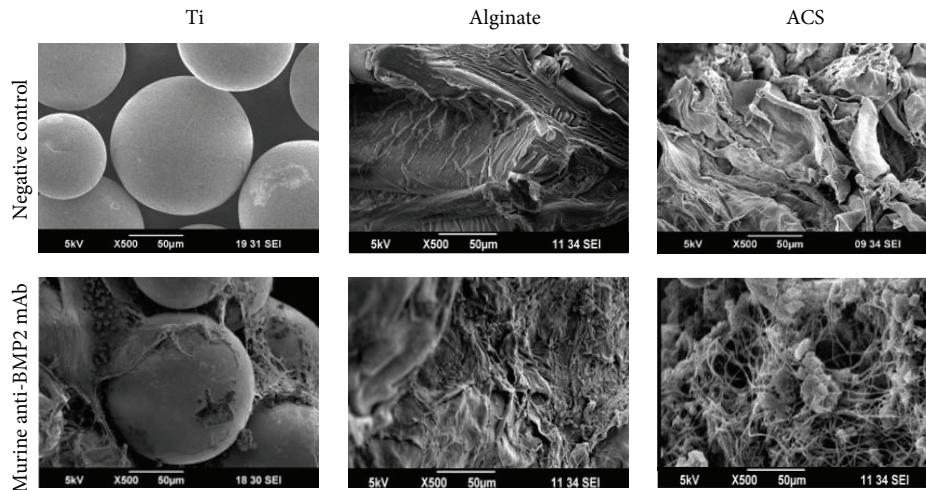 Ti Alginate ACS
Negative control
5kV X500 50µm 19 31 SEI
5kV X500 50µm 11 34 SEI
5kV X500 50µm 09 34 SEI
Murine anti-BMP2 mAb
5kV X500 50µm 18 30 SEI
5kV X500 50µm 11 34 SEI
5kV X500 50µm 11 34 SEI